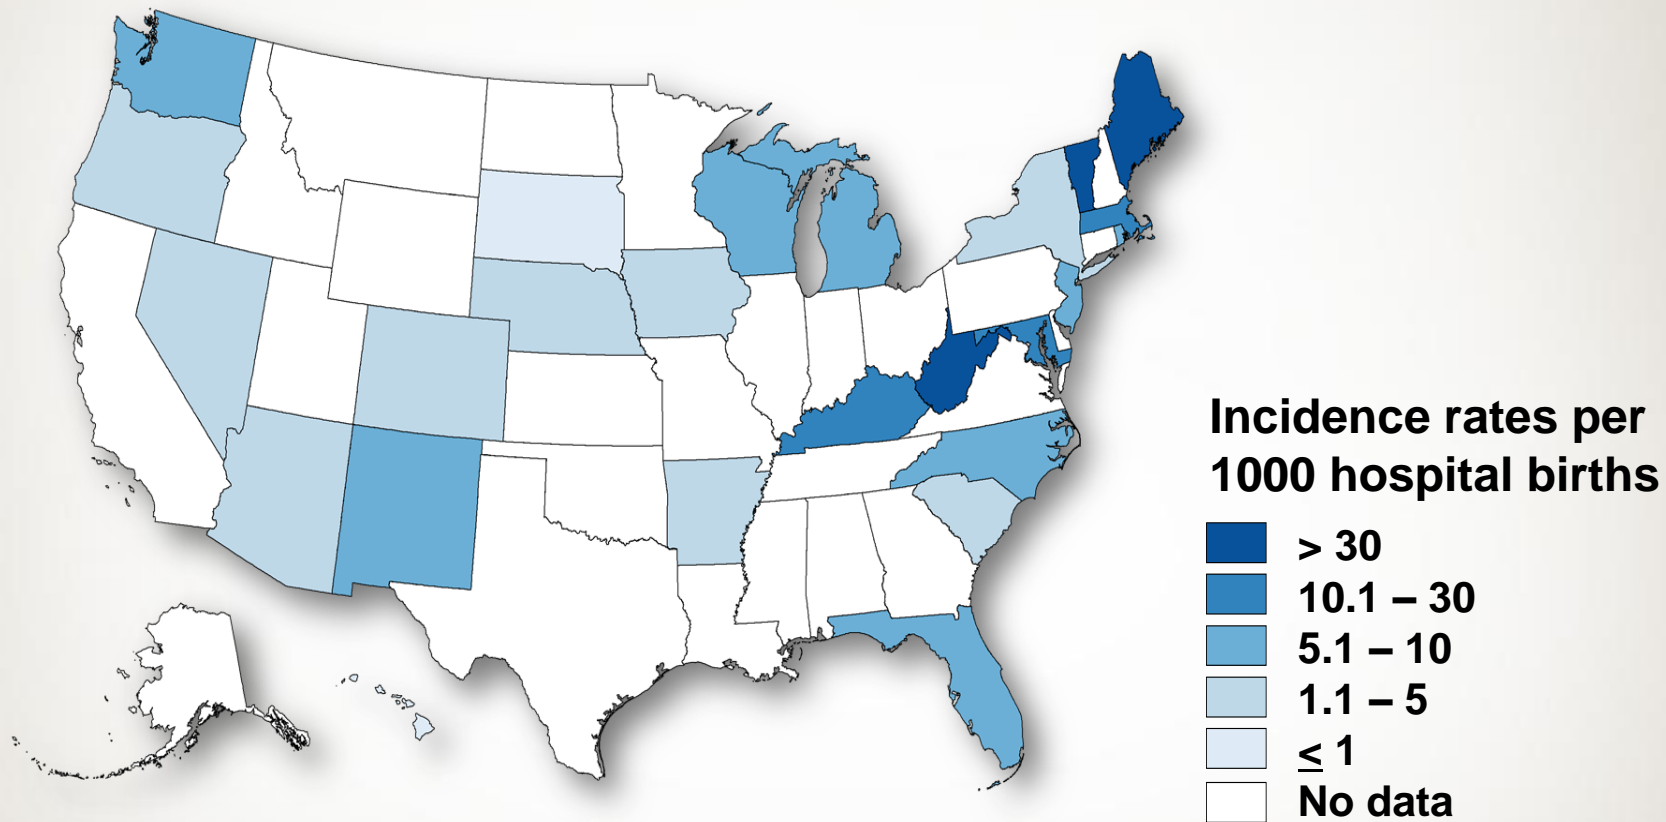 Incidence rates per
1000 hospital births
> 30
10.1 – 30
5.1 – 10
1.1 – 5
≤ 1
No data